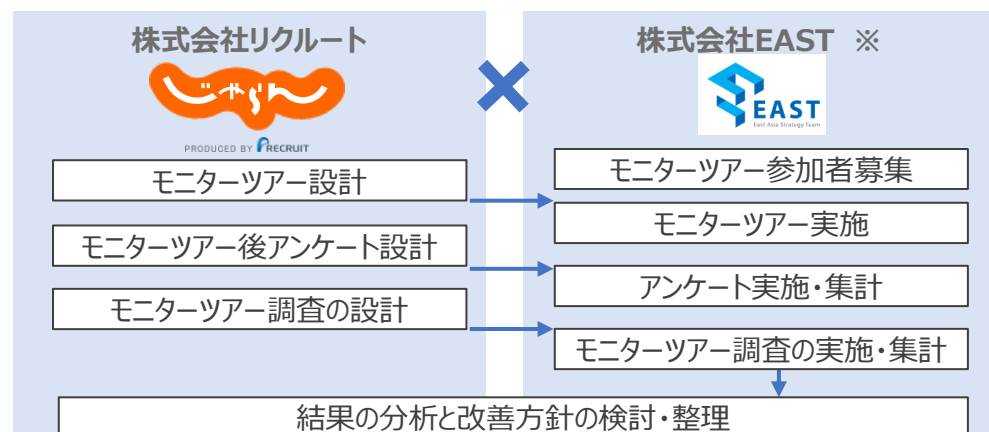 株式会社リクルート
じゃらん
PRODUCED BY RECRUIT
モニターツアー設計
モニターツアー後アンケート設計
モニターツアー調査の設計
株式会社EAST ※
EAST
East Asia Strategy Team
モニターツアー参加者募集
モニターツアー実施
アンケート実施・集計
モニターツアー調査の実施・集計
結果の分析と改善方針の検討・整理